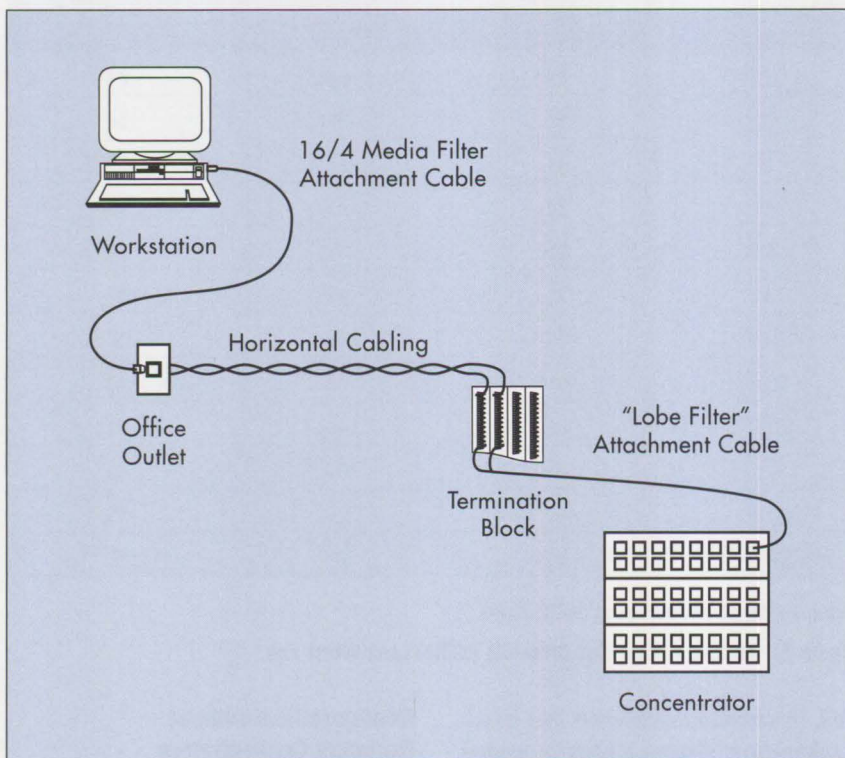 16/4 Media Filter
Attachment Cable
Workstation
Horizontal Cabling
Office
Outlet
"Lobe Filter"
Attachment Cable
Termination
Block
Concentrator